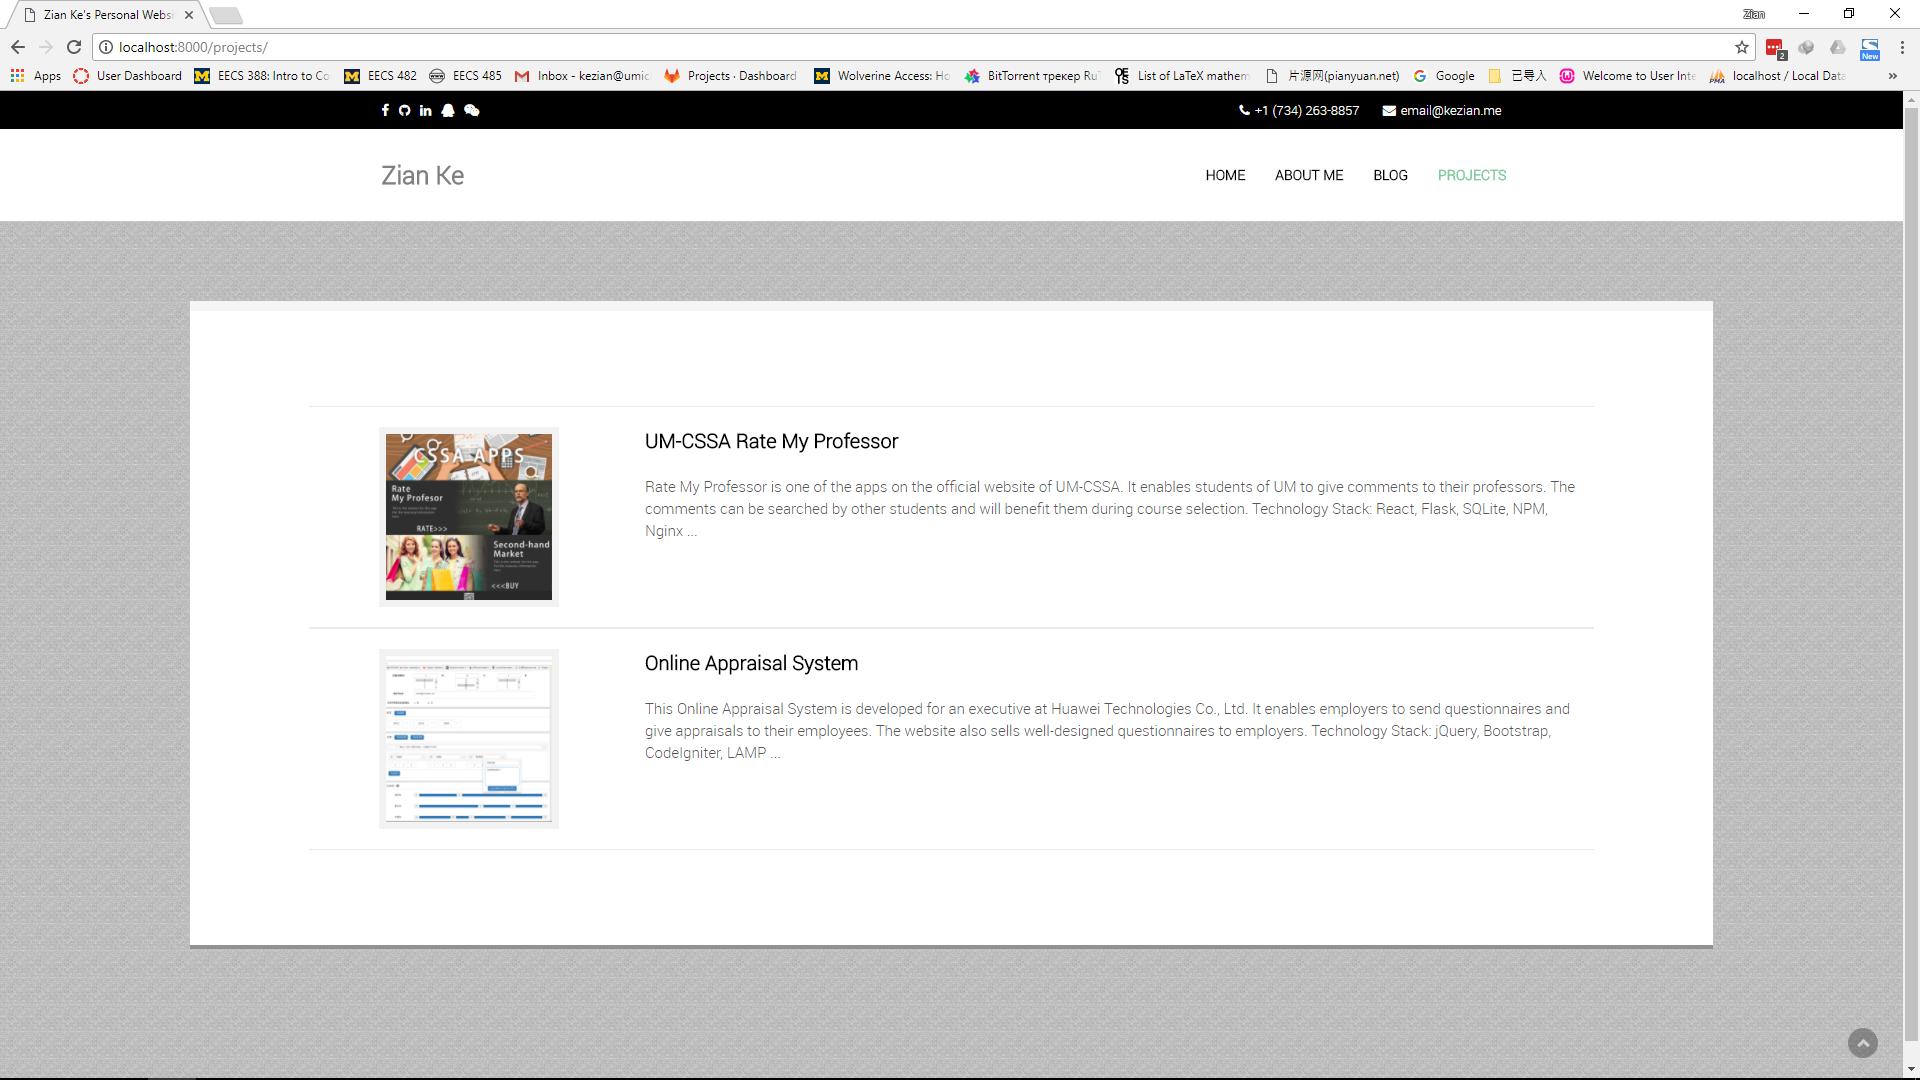 Zian Ke's Personal Webs
Zian
localhost:8000/projects/
2
New
Apps
User Dashboard
EECS 388: Intro to Co
EECS 482
EECS 485
Inbox - kezian@umic
Projects · Dashboard
Wolverine Access: Ho
BitTorrent трекер RuT
List of LaTeX mathem
片源网(pianyuan.net)
Google
已导入
Welcome to User Inte
localhost / Local Data
+1 (734) 263-8857
email@kezian.me
Zian Ke
HOME
ABOUT ME
BLOG
PROJECTS
CSSA APPS
Rate
My Profesor
RATE>>>
Second-hand
Market
<<<BUY
UM-CSSA Rate My Professor
Rate My Professor is one of the apps on the official website of UM-CSSA. It enables students of UM to give comments to their professors. The
comments can be searched by other students and will benefit them during course selection. Technology Stack: React, Flask, SQLite, NPM,
Nginx ...
Online Appraisal System
This Online Appraisal System is developed for an executive at Huawei Technologies Co., Ltd. It enables employers to send questionnaires and
give appraisals to their employees. The website also sells well-designed questionnaires to employers. Technology Stack: jQuery, Bootstrap,
CodeIgniter, LAMP ...